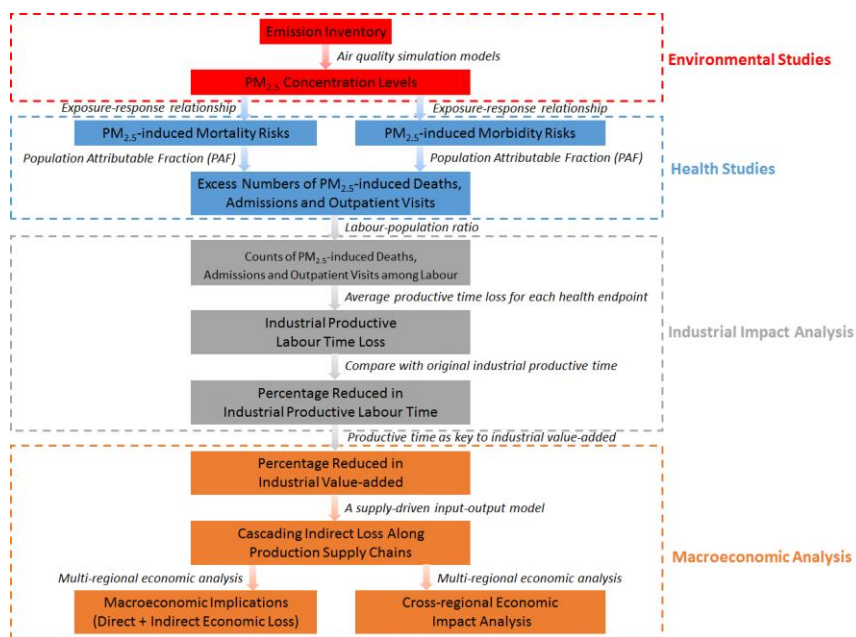 Emission Inventory
Air quality simulation models
Environmental Studies
PM2.5 Concentration Levels
Exposure-response relationship
Exposure-response relationship
PM2.5-induced Mortality Risks
PM2.5-induced Morbidity Risks
Population Attributable Fraction (PAF)
Population Attributable Fraction (PAF)
Health Studies
Excess Numbers of PM2.5-induced Deaths,
Admissions and Outpatient Visits
Labour-population ratio
Counts of PM2.5-induced Deaths,
Admissions and Outpatient Visits among Labour
Average productive time loss for each health endpoint
Industrial Productive
Labour Time Loss
Industrial Impact Analysis
Compare with original industrial productive time
Percentage Reduced in
Industrial Productive Labour Time
Productive time as key to industrial value-added
Percentage Reduced in
Industrial Value-added
A supply-driven input-output model
Cascading Indirect Loss Along
Production Supply Chains
Macroeconomic Analysis
Multi-regional economic analysis
Multi-regional economic analysis
Macroeconomic Implications
(Direct + Indirect Economic Loss)
Cross-regional Economic
Impact Analysis